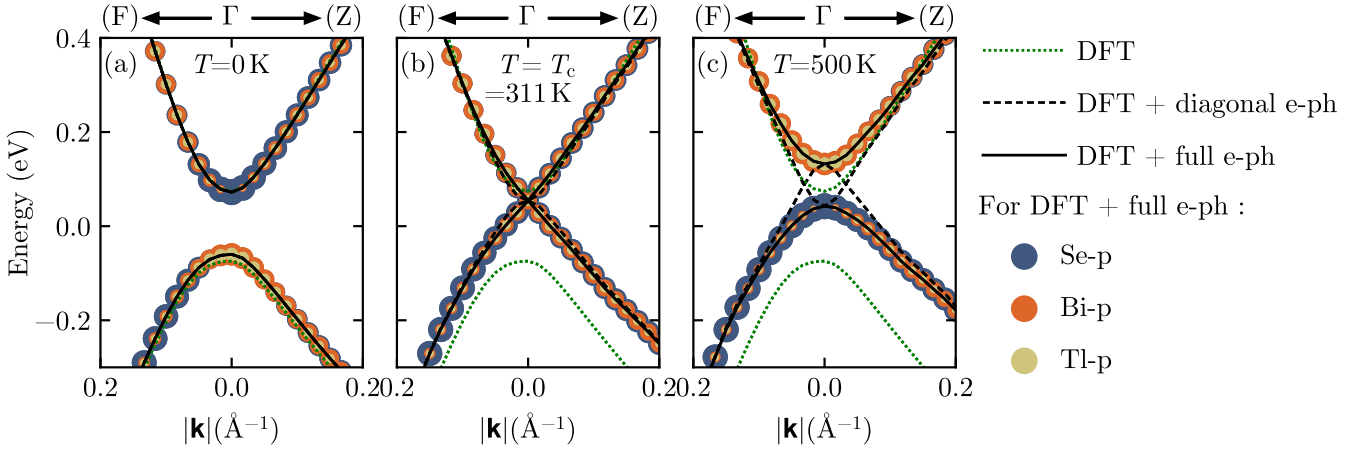 (F) Γ (Z) (F) Γ (Z) (F) Γ (Z)
0.4 (a) T=0 K (b) T = Tc (c) T=500 K
=311 K
0.2
0.0
−0.2
Energy (eV)
0.2 0.0 0.2 0.2 0.0 0.2 0.2 0.0 0.2
|k|(Å−1) |k|(Å−1) |k|(Å−1)
DFT
DFT + diagonal e-ph
DFT + full e-ph
For DFT + full e-ph :
Se-p
Bi-p
Tl-p